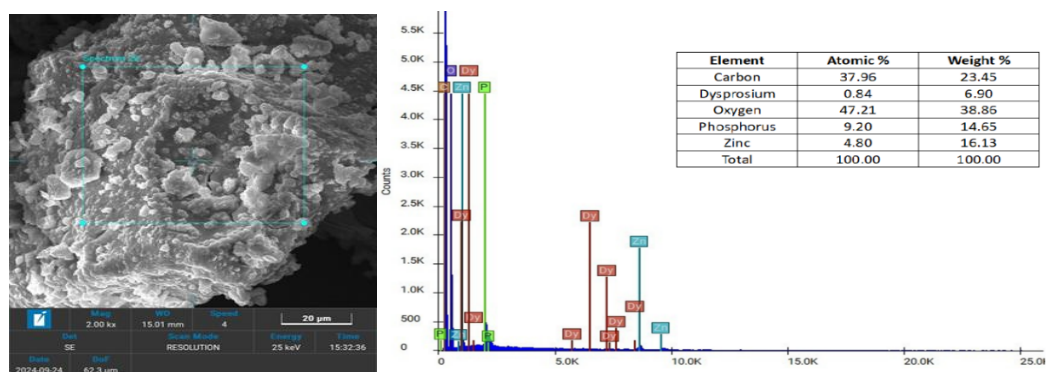 Mag
WD
Speed
2.00 kx
15.01 mm
4
20 µm
Det
Scan Mode
Energy
Time
SE
RESOLUTION
25 keV
15:32:36
Date
DoF
2024-09-24
62.3 µm
Counts
5.5K
5.0K
4.5K
4.0K
3.5K
3.0K
2.5K
2.0K
1.5K
1.0K
500
0
O
Dy
C
Zn
Dy
P
Dy
Dy
P
Zn
P
Dy
Dy
Dy
Dy
Dy
Dy
Zn
Zn
0
5.0K
10.0K
15.0K
20.0K
25.0K
Element Atomic % Weight %
Carbon 37.96 23.45
Dysprosium 0.84 6.90
Oxygen 47.21 38.86
Phosphorus 9.20 14.65
Zinc 4.80 16.13
Total 100.00 100.00